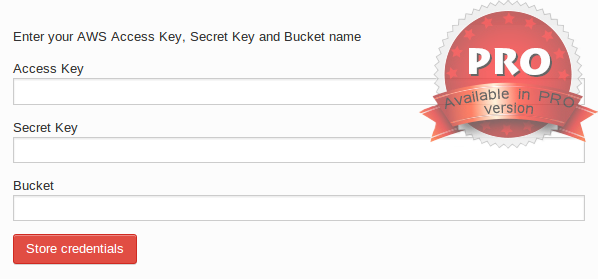 Enter your AWS Access Key, Secret Key and Bucket name
PRO
Access Key
Available in PRO
version
Secret Key
Bucket
Store credentials